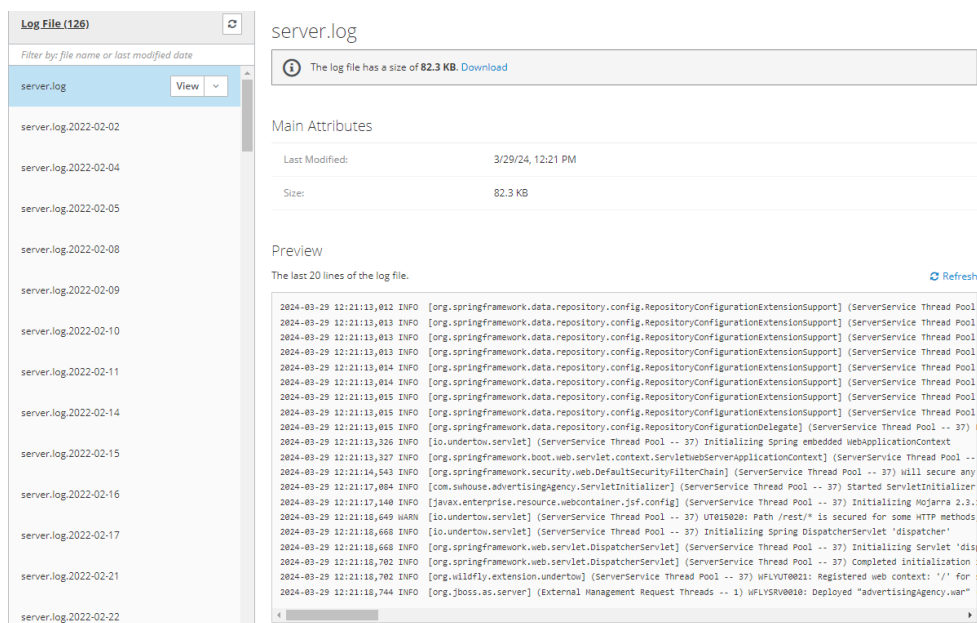 Log File (126)
Filter by: file name or last modified date
server.log
View
server.log.2022-02-02
server.log.2022-02-04
server.log.2022-02-05
server.log.2022-02-08
server.log.2022-02-09
server.log.2022-02-10
server.log.2022-02-11
server.log.2022-02-14
server.log.2022-02-15
server.log.2022-02-16
server.log.2022-02-17
server.log.2022-02-21
server.log.2022-02-22
server.log
The log file has a size of 82.3 KB. Download
Main Attributes
Last Modified: 3/29/24, 12:21 PM
Size: 82.3 KB
Preview
The last 20 lines of the log file.
Refresh
2024-03-29 12:21:13,012 INFO [org.springframework.data.repository.config.RepositoryConfigurationExtensionSupport] (ServerService Thread Pool
2024-03-29 12:21:13,013 INFO [org.springframework.data.repository.config.RepositoryConfigurationExtensionSupport] (ServerService Thread Pool
2024-03-29 12:21:13,013 INFO [org.springframework.data.repository.config.RepositoryConfigurationExtensionSupport] (ServerService Thread Pool
2024-03-29 12:21:13,013 INFO [org.springframework.data.repository.config.RepositoryConfigurationExtensionSupport] (ServerService Thread Pool
2024-03-29 12:21:13,014 INFO [org.springframework.data.repository.config.RepositoryConfigurationExtensionSupport] (ServerService Thread Pool
2024-03-29 12:21:13,014 INFO [org.springframework.data.repository.config.RepositoryConfigurationExtensionSupport] (ServerService Thread Pool
2024-03-29 12:21:13,015 INFO [org.springframework.data.repository.config.RepositoryConfigurationExtensionSupport] (ServerService Thread Pool
2024-03-29 12:21:13,015 INFO [org.springframework.data.repository.config.RepositoryConfigurationExtensionSupport] (ServerService Thread Pool
2024-03-29 12:21:13,015 INFO [org.springframework.data.repository.config.RepositoryConfigurationDelegate] (ServerService Thread Pool -- 37)
2024-03-29 12:21:13,326 INFO [io.undertow.servlet] (ServerService Thread Pool -- 37) Initializing Spring embedded WebApplicationContext
2024-03-29 12:21:13,327 INFO [org.springframework.boot.web.servlet.context.ServletWebServerApplicationContext] (ServerService Thread Pool --
2024-03-29 12:21:14,543 INFO [org.springframework.security.web.DefaultSecurityFilterChain] (ServerService Thread Pool -- 37) Will secure any
2024-03-29 12:21:17,084 INFO [com.swhouse.advertisingAgency.ServletInitializer] (ServerService Thread Pool -- 37) Started ServletInitializer
2024-03-29 12:21:17,140 INFO [javax.enterprise.resource.webcontainer.jsf.config] (ServerService Thread Pool -- 37) Initializing Mojarra 2.3.
2024-03-29 12:21:18,649 WARN [io.undertow.servlet] (ServerService Thread Pool -- 37) UT015020: Path /rest/* is secured for some HTTP methods
2024-03-29 12:21:18,668 INFO [io.undertow.servlet] (ServerService Thread Pool -- 37) Initializing Spring DispatcherServlet 'dispatcher'
2024-03-29 12:21:18,668 INFO [org.springframework.web.servlet.DispatcherServlet] (ServerService Thread Pool -- 37) Initializing Servlet 'dis
2024-03-29 12:21:18,702 INFO [org.springframework.web.servlet.DispatcherServlet] (ServerService Thread Pool -- 37) Completed initialization
2024-03-29 12:21:18,702 INFO [org.wildfly.extension.undertow] (ServerService Thread Pool -- 37) WFLYUT0021: Registered web context: '/' for
2024-03-29 12:21:18,744 INFO [org.jboss.as.server] (External Management Request Threads -- 1) WFLYSRV0010: Deployed "advertisingAgency.war"